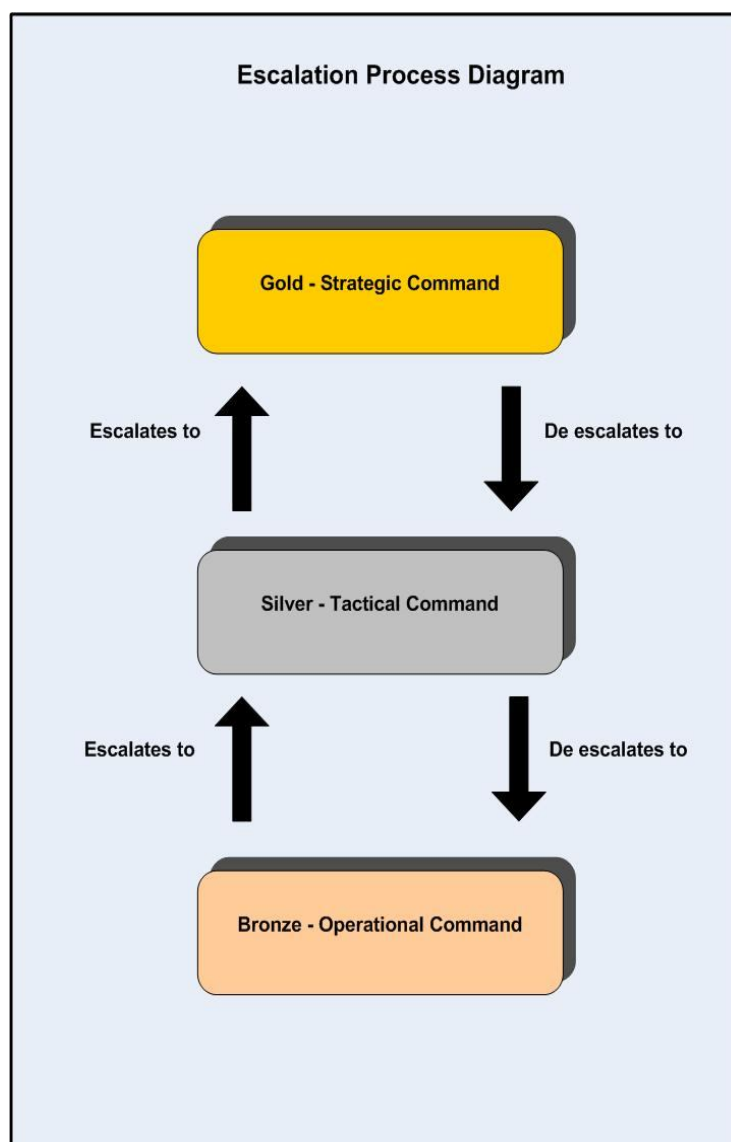 Escalation Process Diagram
Gold - Strategic Command
Escalates to
De escalates to
Silver - Tactical Command
Escalates to
De escalates to
Bronze - Operational Command